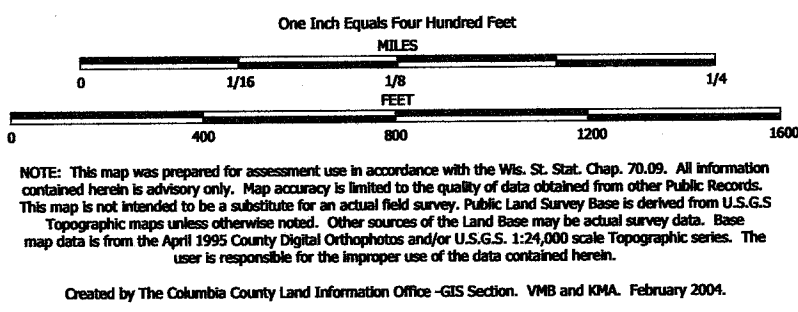 One Inch Equals Four Hundred Feet
MILES
0 1/16 1/8 1/4
FEET
0 400 800 1200 1600
NOTE: This map was prepared for assessment use in accordance with the Wis. St. Stat. Chap. 70.09. All information
contained herein is advisory only. Map accuracy is limited to the quality of data obtained from other Public Records.
This map is not intended to be a substitute for an actual field survey. Public Land Survey Base is derived from U.S.G.S
Topographic maps unless otherwise noted. Other sources of the Land Base may be actual survey data. Base
map data is from the April 1995 County Digital Orthophotos and/or U.S.G.S. 1:24,000 scale Topographic series. The
user is responsible for the improper use of the data contained herein.
Created by The Columbia County Land Information Office -GIS Section. VMB and KMA. February 2004.